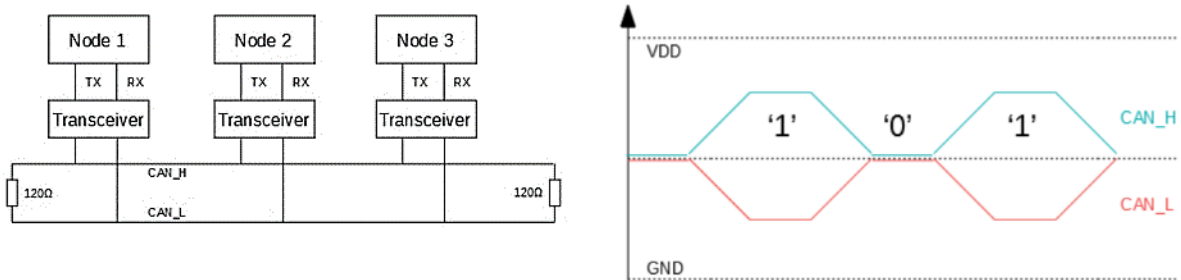 Node 1 Node 2 Node 3
TX RX TX RX TX RX
Transceiver Transceiver Transceiver
CAN_H
120Ω 120Ω
CAN_L
VDD
CAN_H
'1' '0' '1'
CAN_L
GND